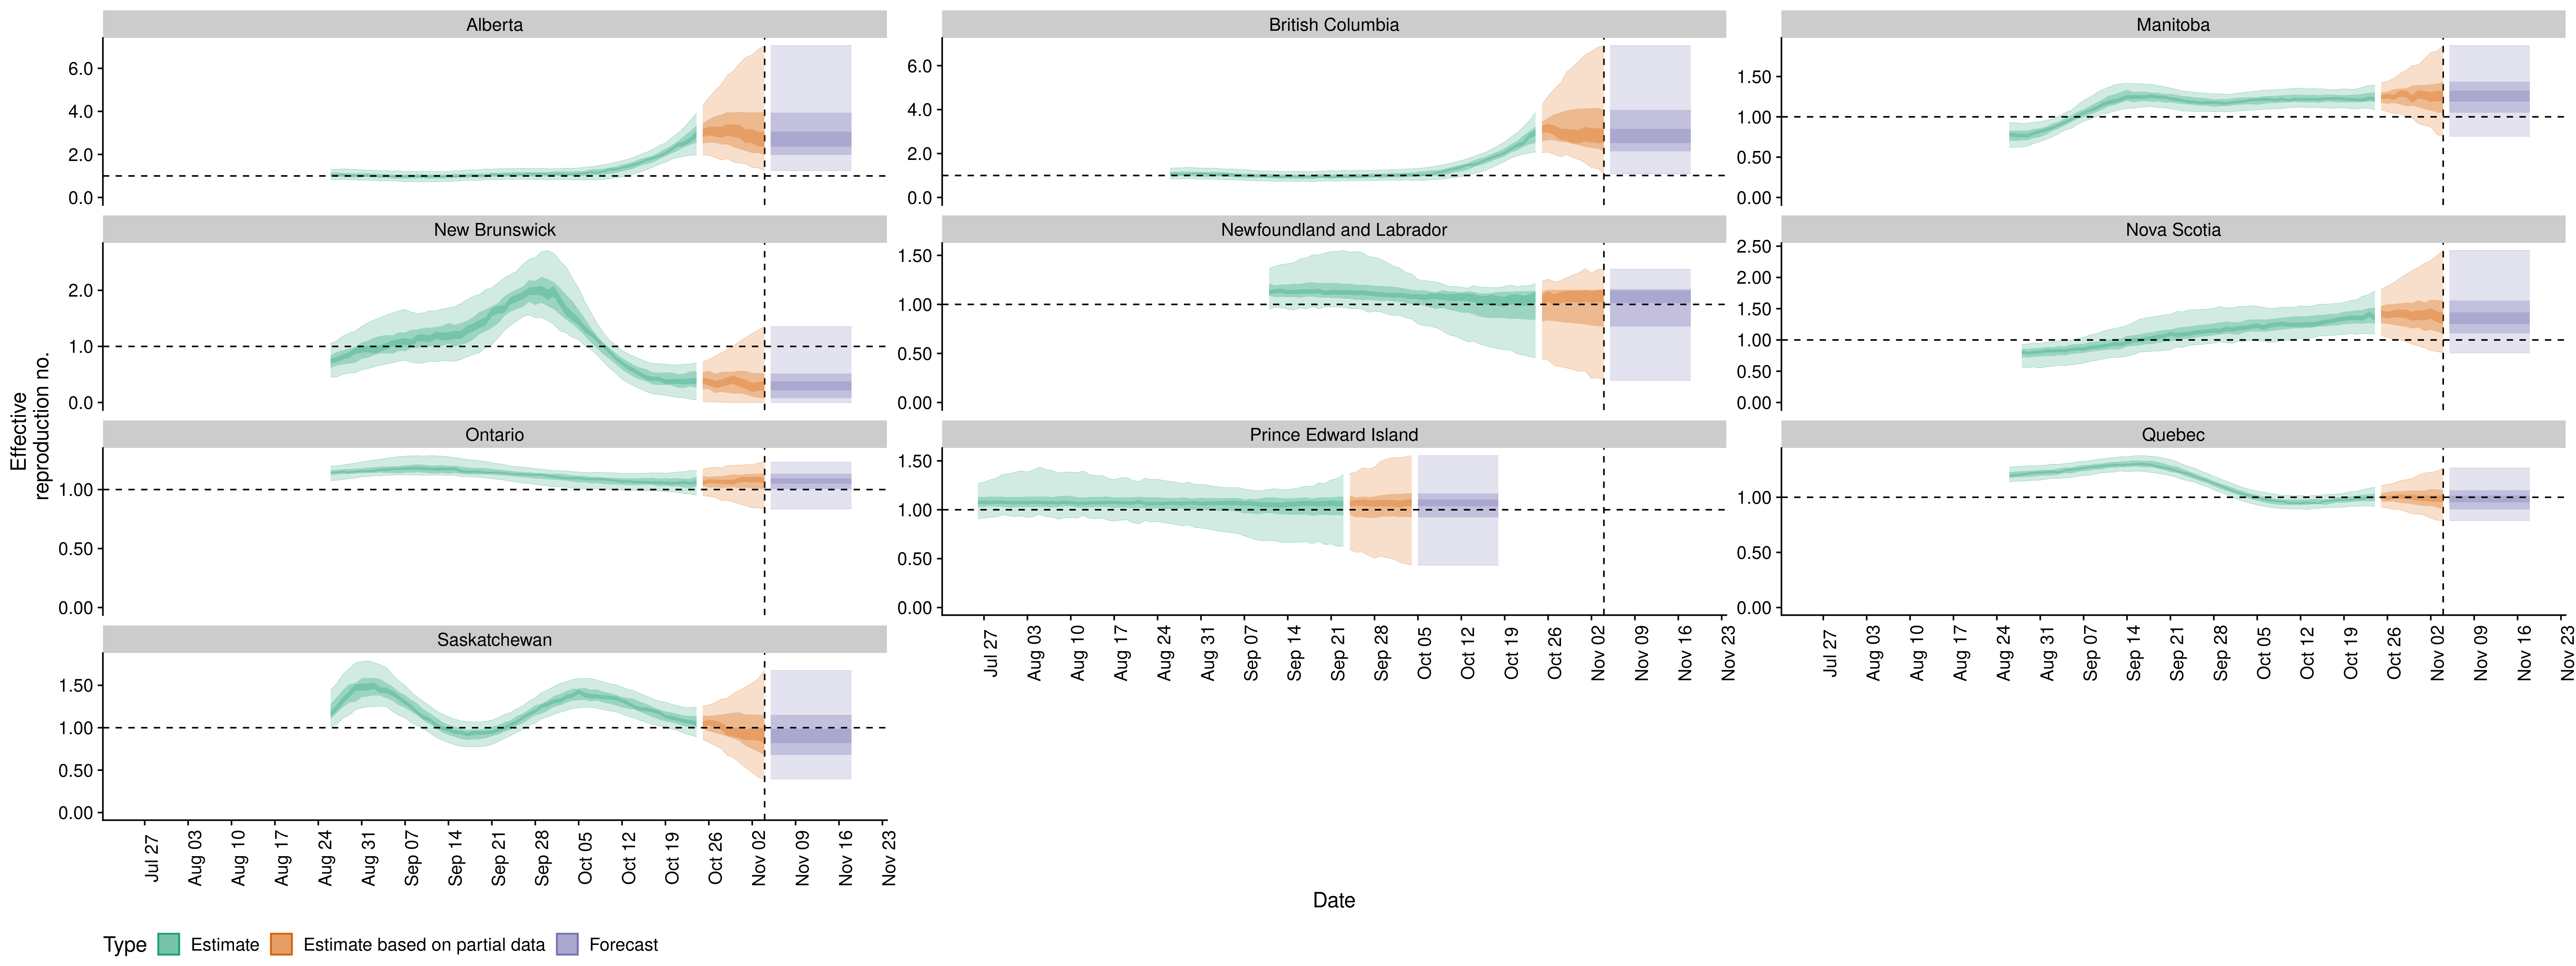 Alberta
British Columbia
Manitoba
6.0
4.0
2.0
0.0
6.0
4.0
2.0
0.0
1.50
1.00
0.50
0.00
New Brunswick
Newfoundland and Labrador
Nova Scotia
2.0
1.0
0.0
1.50
1.00
0.50
0.00
2.50
2.00
1.50
1.00
0.50
0.00
Effective
reproduction no.
Ontario
Prince Edward Island
Quebec
1.00
0.50
0.00
1.50
1.00
0.50
0.00
1.00
0.50
0.00
Jul 27
Aug 03
Aug 10
Aug 17
Aug 24
Aug 31
Sep 07
Sep 14
Sep 21
Sep 28
Oct 05
Oct 12
Oct 19
Oct 26
Nov 02
Nov 09
Nov 16
Nov 23
Jul 27
Aug 03
Aug 10
Aug 17
Aug 24
Aug 31
Sep 07
Sep 14
Sep 21
Sep 28
Oct 05
Oct 12
Oct 19
Oct 26
Nov 02
Nov 09
Nov 16
Nov 23
Saskatchewan
1.50
1.00
0.50
0.00
Jul 27
Aug 03
Aug 10
Aug 17
Aug 24
Aug 31
Sep 07
Sep 14
Sep 21
Sep 28
Oct 05
Oct 12
Oct 19
Oct 26
Nov 02
Nov 09
Nov 16
Nov 23
Date
Type Estimate Estimate based on partial data Forecast